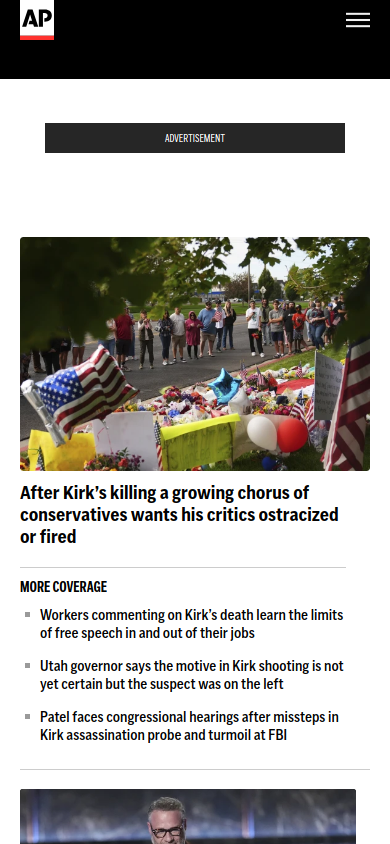 AP
ADVERTISEMENT
After Kirk's killing a growing chorus of
conservatives wants his critics ostracized
or fired
MORE COVERAGE
Workers commenting on Kirk's death learn the limits
of free speech in and out of their jobs
Utah governor says the motive in Kirk shooting is not
yet certain but the suspect was on the left
Patel faces congressional hearings after missteps in
Kirk assassination probe and turmoil at FBI